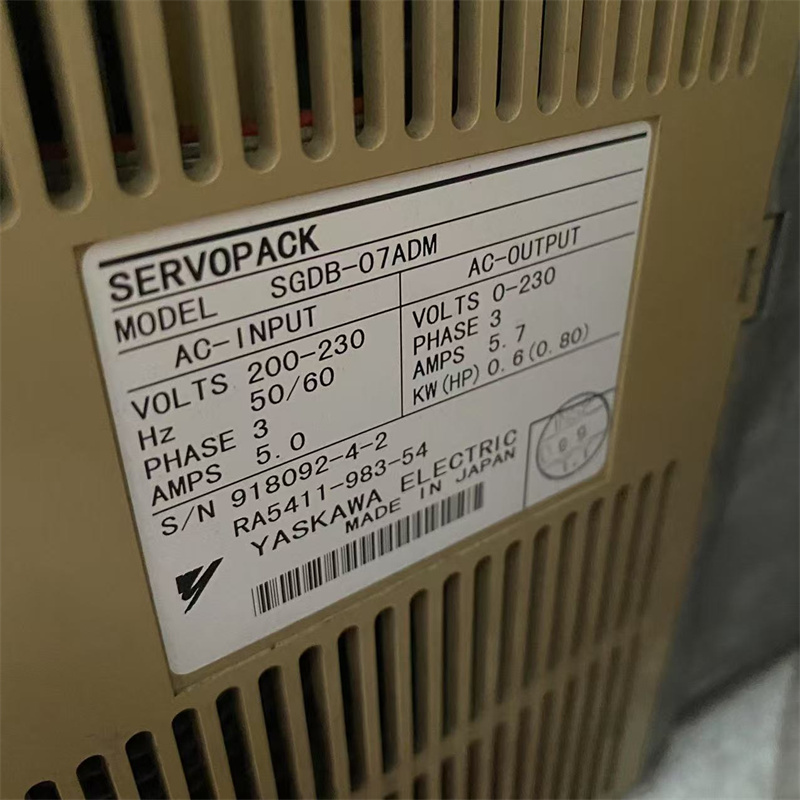 SERVOPACK
MODEL SGDB-07ADM
AC-INPUT
VOLTS 200-230
Hz 50/60
PHASE 3
AMPS 5.0
AC-OUTPUT
VOLTS 0-230
PHASE 3
AMPS 5.7
KW(HP) 0.6(0.80)
S/N 918092-4-2
RA5411-983-54
YASKAWA ELECTRIC
MADE IN JAPAN